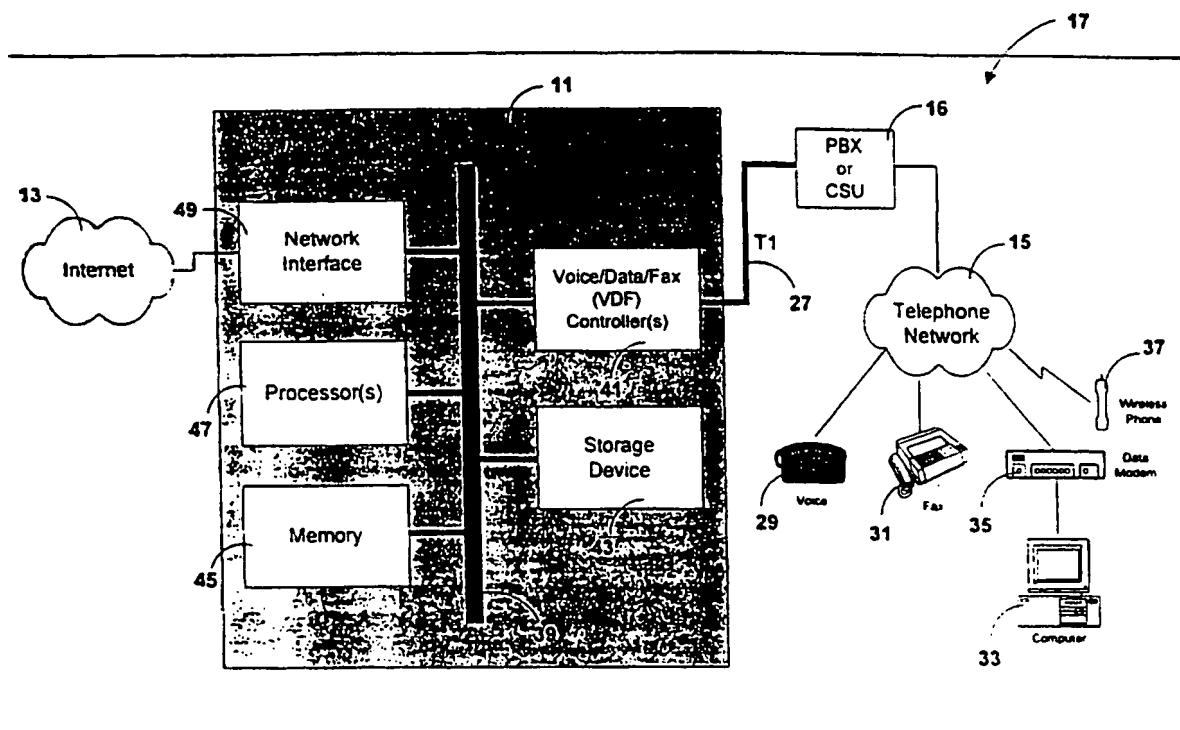 17
11
16
PBX
or
CSU
13
Internet
49
Network
Interface
Voice/Data/Fax
(VDF)
Controller(s)
41
T1
27
15
Telephone
Network
37
Wireless
Phone
47
Processor(s)
Storage
Device
43
29
Voice
31
Fax
35
Data
Modem
45
Memory
9
33
Computer